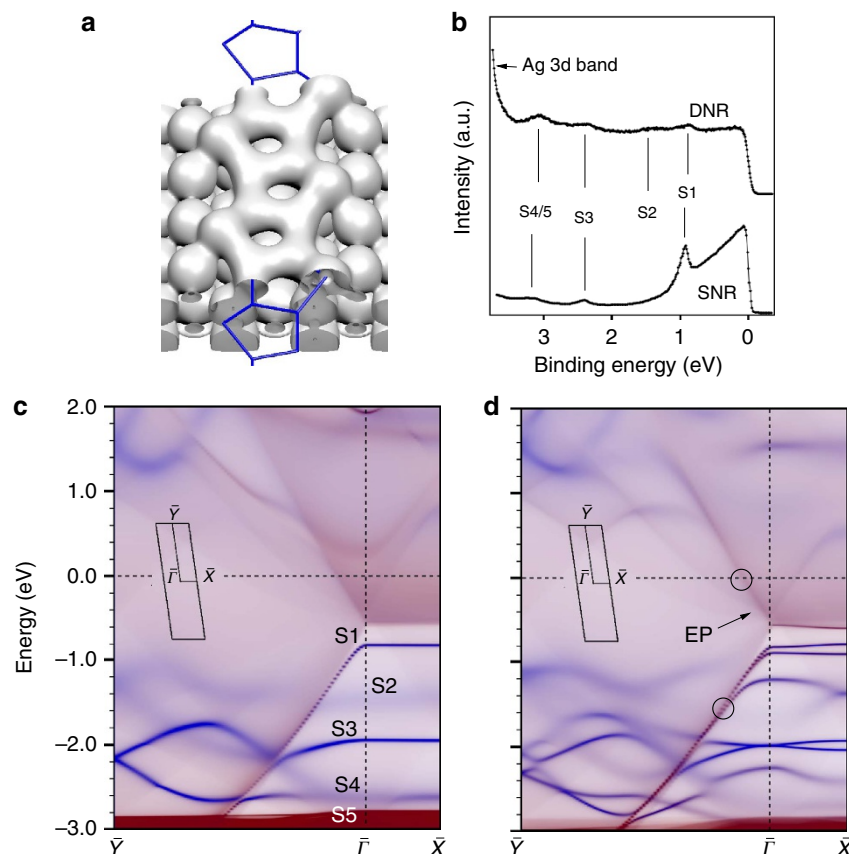 a
b
Ag 3d band
DNR
S4/5
S3
S2
S1
SNR
Intensity (a.u.)
3
2
1
0
Binding energy (eV)
c
2.0
1.0
0.0
−1.0
−2.0
−3.0
Energy (eV)
Ȳ
Γ̄
X̄
S1
S2
S3
S4
S5
Ȳ
Γ̄
X̄
d
Ȳ
Γ̄
X̄
EP
Ȳ
Γ̄
X̄